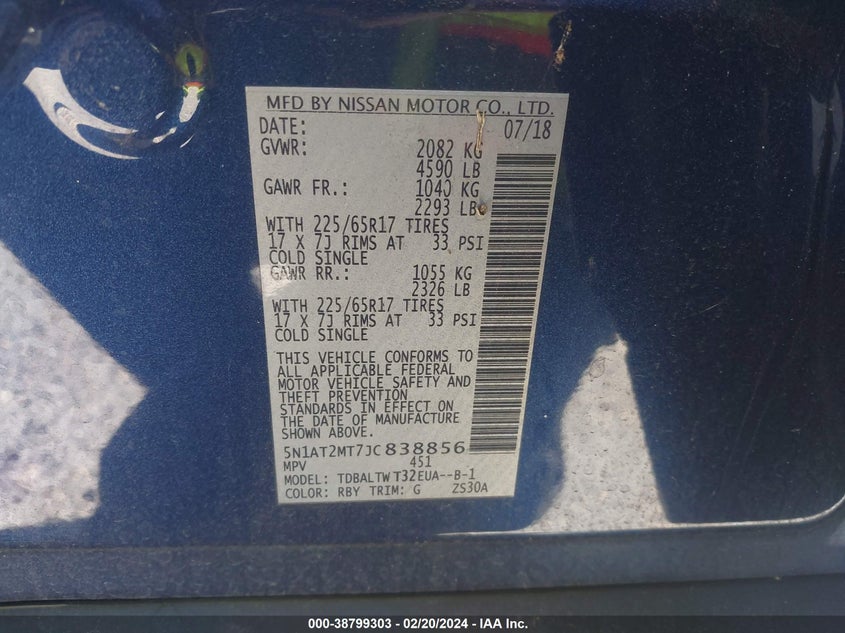 MFD BY NISSAN MOTOR CO., LTD.
DATE: 07/18
GVWR: 2082 KG
4590 LB
GAWR FR.: 1040 KG
2293 LB
WITH 225/65R17 TIRES
17 X 7J RIMS AT 33 PSI
COLD SINGLE
GAWR RR.: 1055 KG
2326 LB
WITH 225/65R17 TIRES
17 X 7J RIMS AT 33 PSI
COLD SINGLE
THIS VEHICLE CONFORMS TO
ALL APPLICABLE FEDERAL
MOTOR VEHICLE SAFETY AND
THEFT PREVENTION
STANDARDS IN EFFECT ON
THE DATE OF MANUFACTURE
SHOWN ABOVE.
5N1AT2MT7JC838856
MPV 451
MODEL: TDBALTW T32EUA--B-1
COLOR: RBY TRIM: G ZS30A
000-38799303 - 02/20/2024 - IAA Inc.